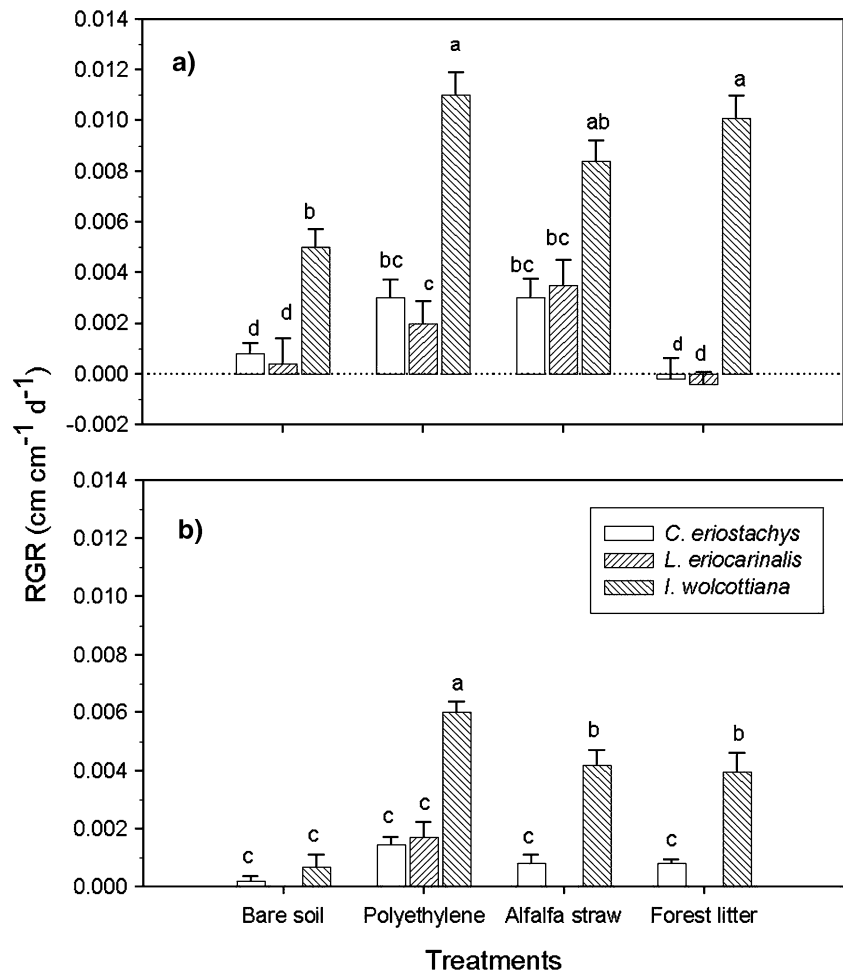 0.014
0.012
0.010
0.008
0.006
0.004
0.002
0.000
-0.002
a)
d d b
bc c a
bc bc ab
d d a
RGR (cm cm⁻¹ d⁻¹)
0.014
0.012
0.010
0.008
0.006
0.004
0.002
0.000
b)
C. eriostachys
L. eriocarinalis
I. wolcottiana
c c
c c a
c b
c b
Bare soil Polyethylene Alfalfa straw Forest litter
Treatments